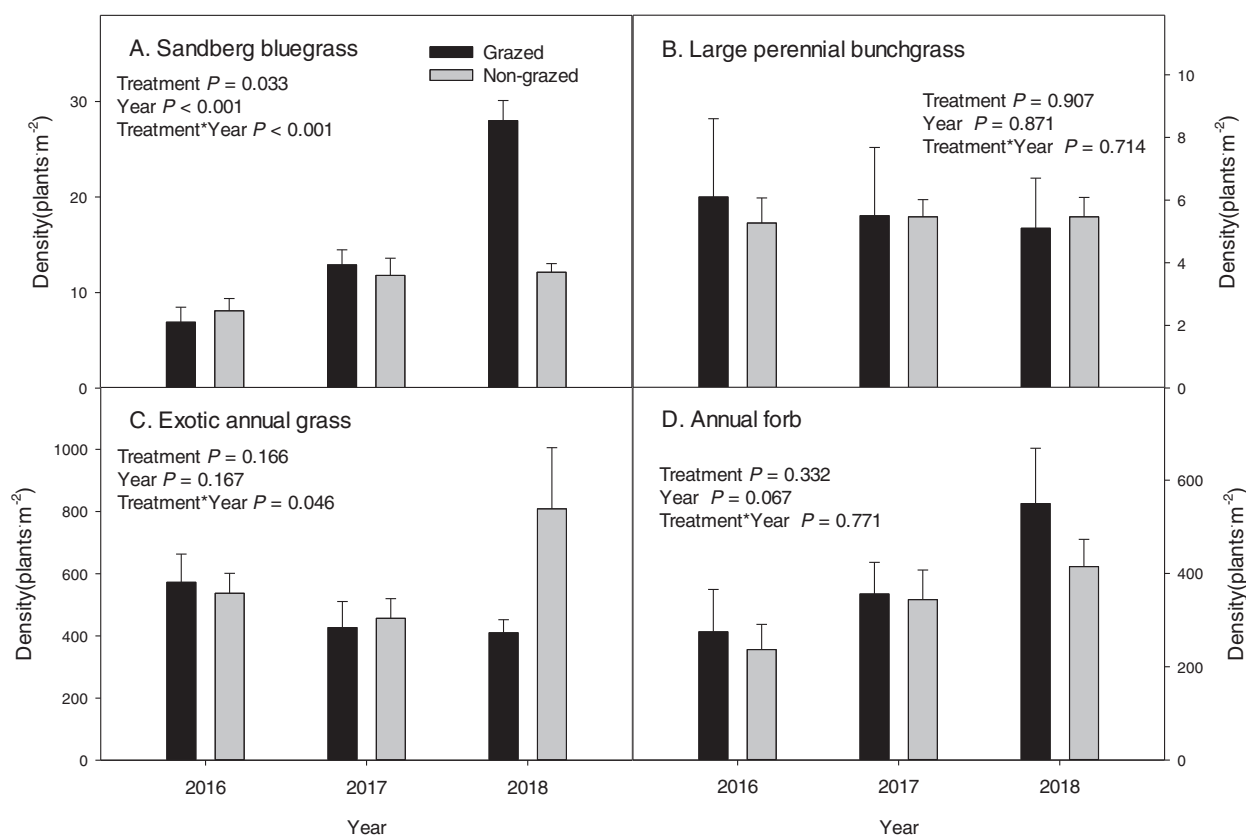 A. Sandberg bluegrass
Treatment P = 0.033
Year P < 0.001
Treatment*Year P < 0.001
Grazed
Non-grazed
Density(plants·m-2)
30
20
10
0
B. Large perennial bunchgrass
Treatment P = 0.907
Year P = 0.871
Treatment*Year P = 0.714
10
8
6
4
2
0
Density(plants·m-2)
C. Exotic annual grass
Treatment P = 0.166
Year P = 0.167
Treatment*Year P = 0.046
Density(plants·m-2)
1000
800
600
400
200
0
2016 2017 2018
Year
D. Annual forb
Treatment P = 0.332
Year P = 0.067
Treatment*Year P = 0.771
600
400
200
0
Density(plants·m-2)
2016 2017 2018
Year